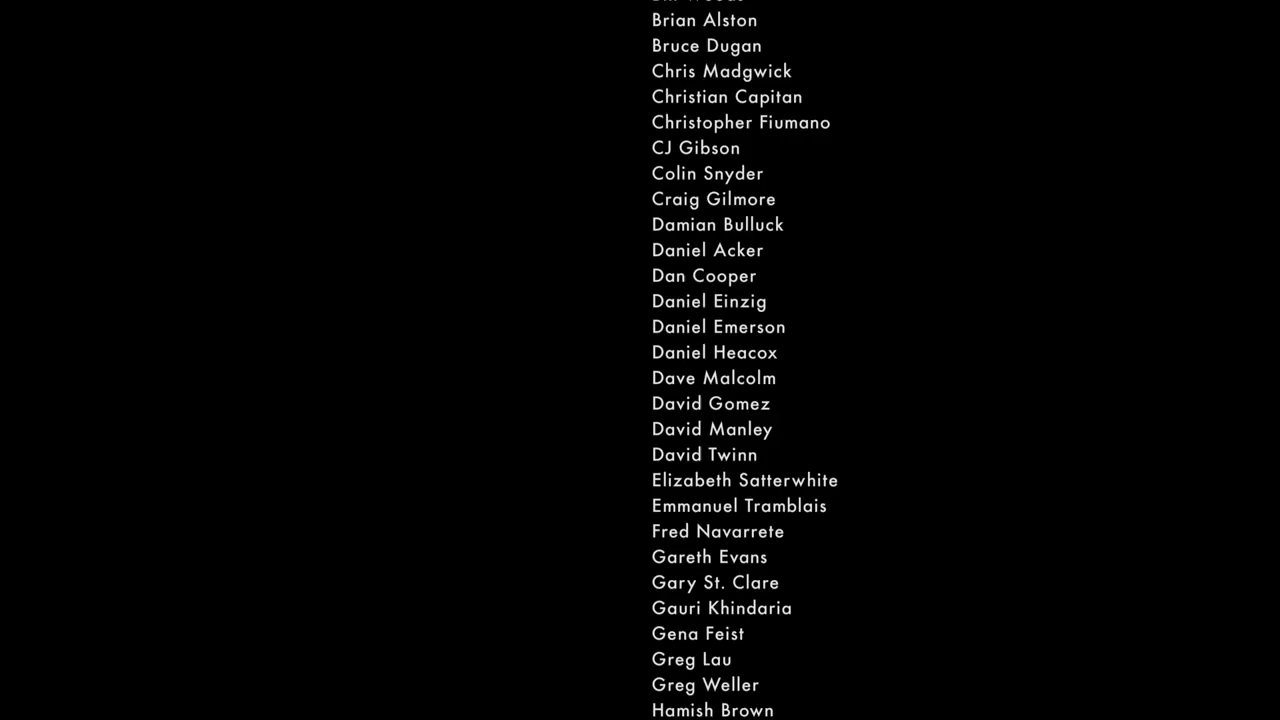 Brian Alston
Bruce Dugan
Chris Madgwick
Christian Capitan
Christopher Fiumano
CJ Gibson
Colin Snyder
Craig Gilmore
Damian Bulluck
Daniel Acker
Dan Cooper
Daniel Einzig
Daniel Emerson
Daniel Heacox
Dave Malcolm
David Gomez
David Manley
David Twinn
Elizabeth Satterwhite
Emmanuel Tramblais
Fred Navarrete
Gareth Evans
Gary St. Clare
Gauri Khindaria
Gena Feist
Greg Lau
Greg Weller
Hamish Brown